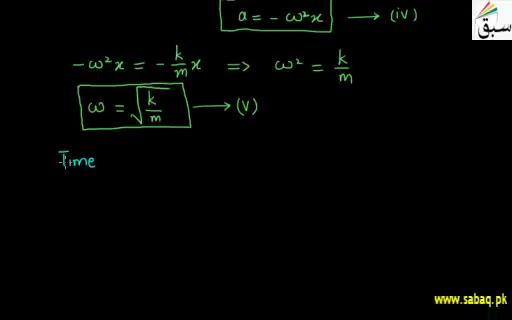 a = - ω²x → (iv)
سبق
-ω²x = - k/m x ⇒ ω² = k/m
ω = √k/m → (V)
Time
www.sabaq.pk